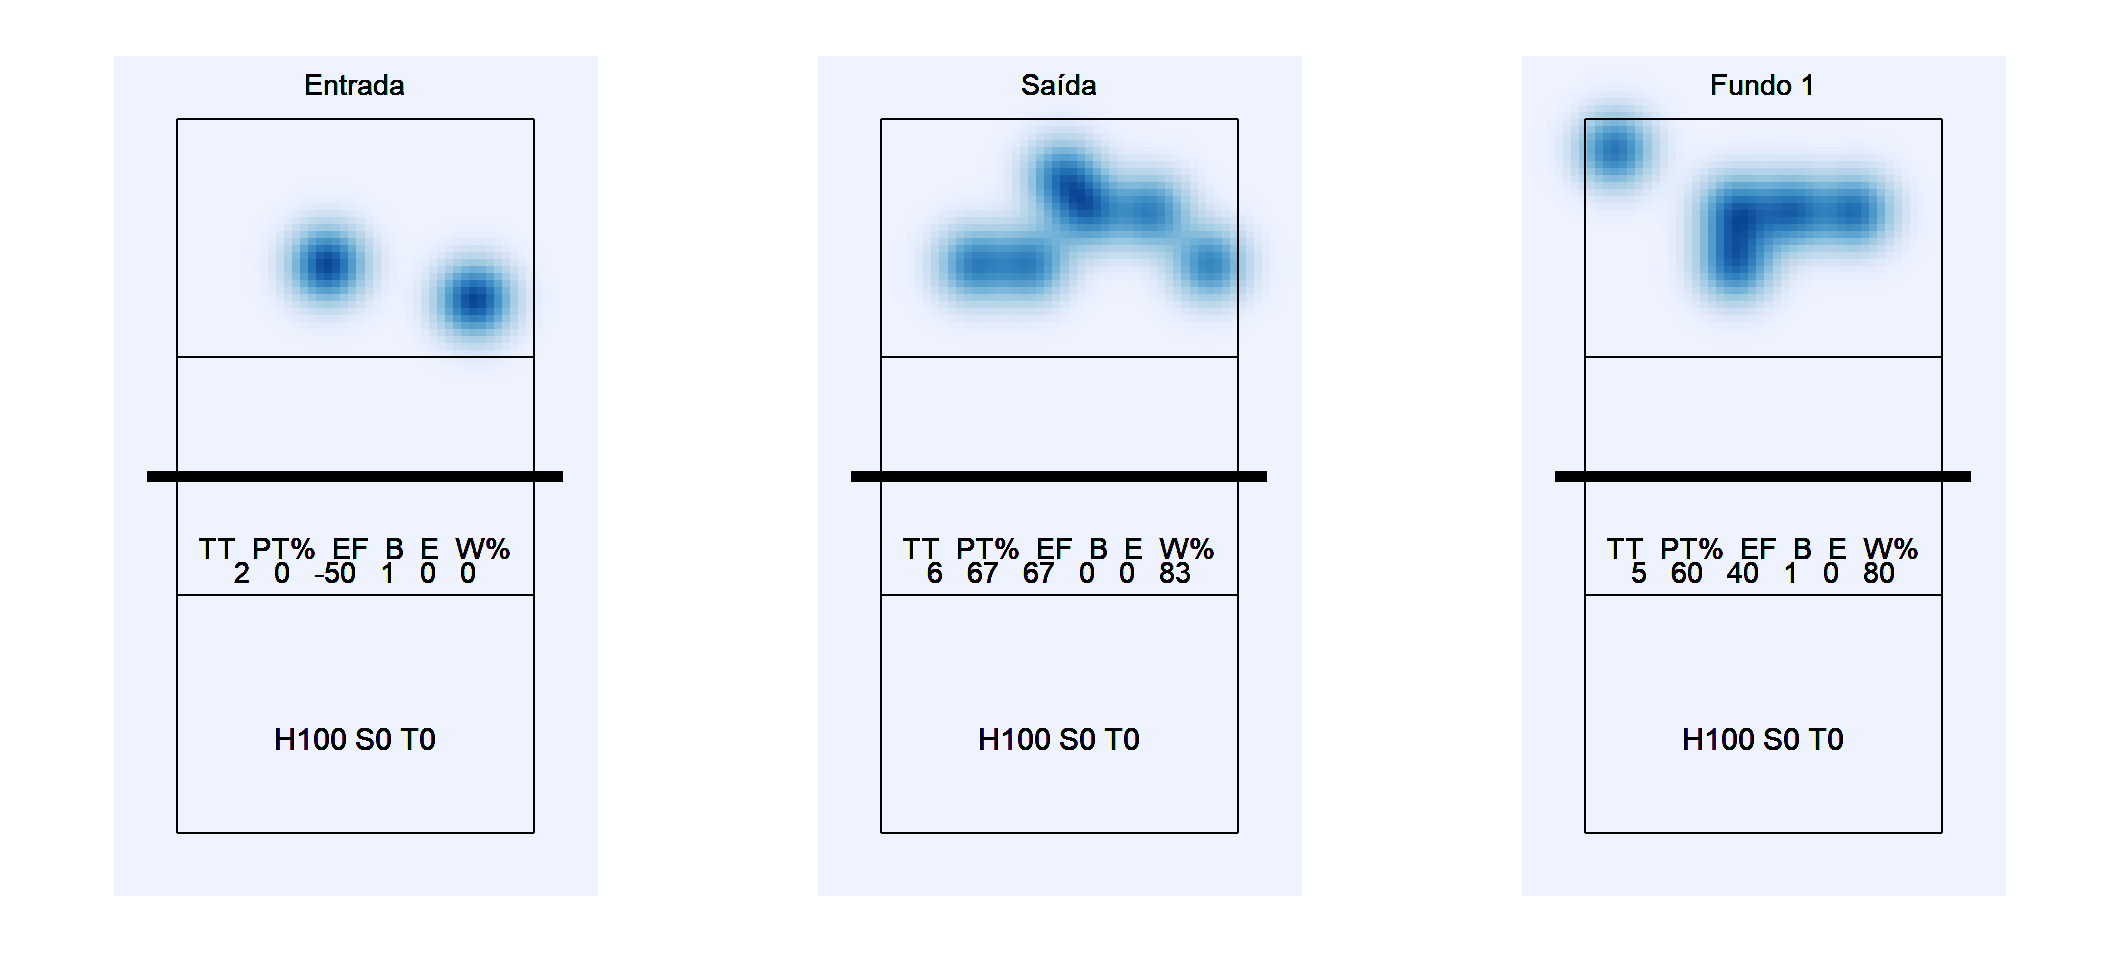 Entrada
TT PT% EF B E W%
2 0 -50 1 0 0
H100 S0 T0
Saída
TT PT% EF B E W%
6 67 67 0 0 83
H100 S0 T0
Fundo 1
TT PT% EF B E W%
5 60 40 1 0 80
H100 S0 T0